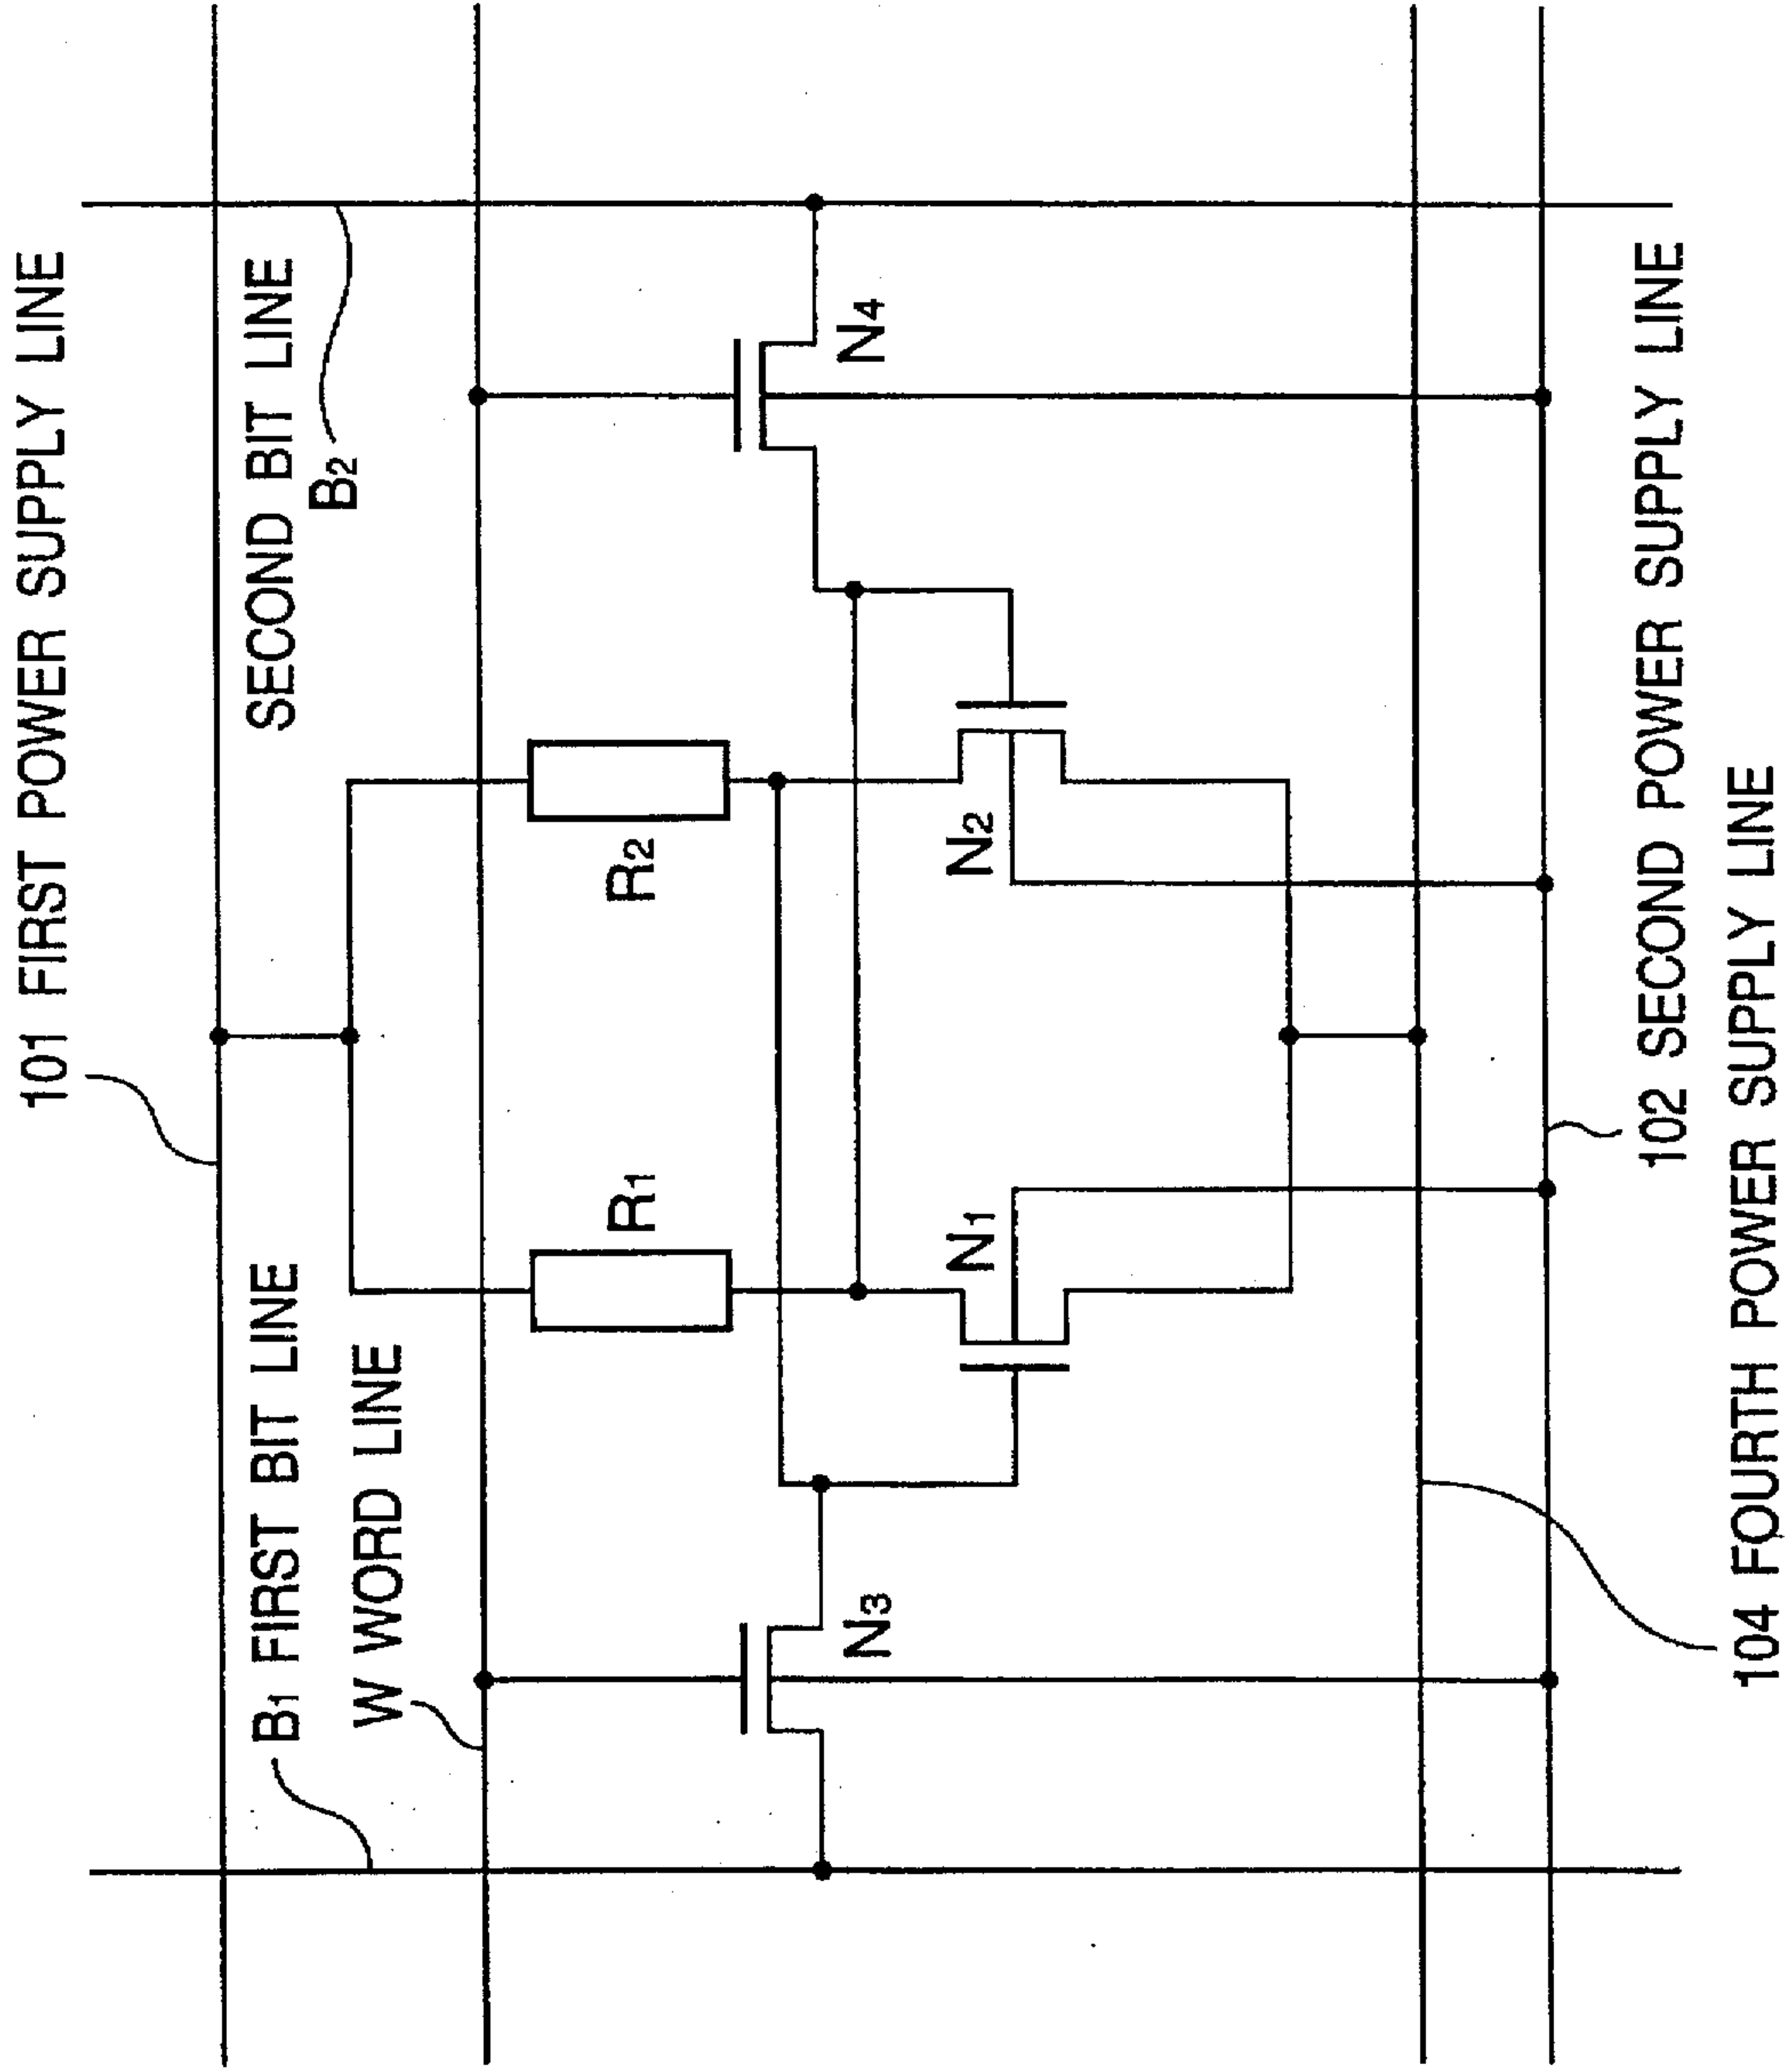 101 FIRST POWER SUPPLY LINE
B1 FIRST BIT LINE
SECOND BIT LINE
B2
W WORD LINE
R1
R2
N3
N4
N1
N2
102 SECOND POWER SUPPLY LINE
104 FOURTH POWER SUPPLY LINE